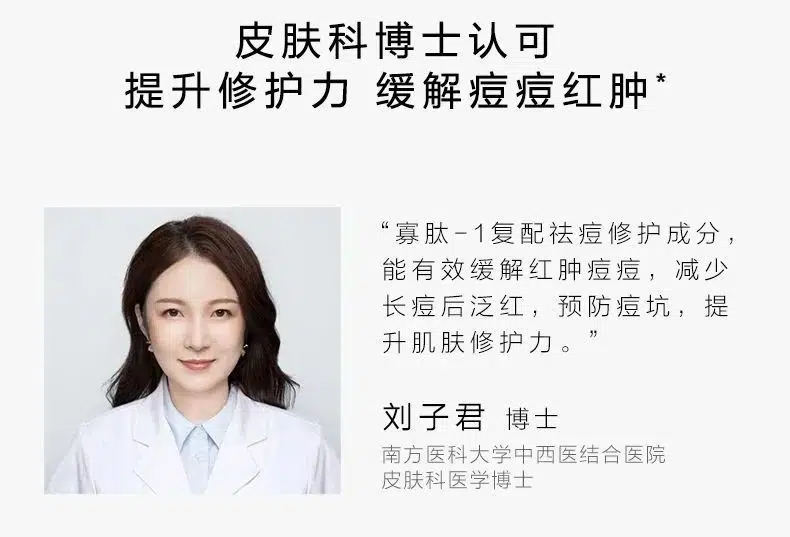 皮肤科博士认可
提升修护力 缓解痘痘红肿*
“寡肽-1复配祛痘修护成分，
能有效缓解红肿痘痘，减少
长痘后泛红，预防痘坑，提
升肌肤修护力。”
刘子君 博士
南方医科大学中西医结合医院
皮肤科医学博士